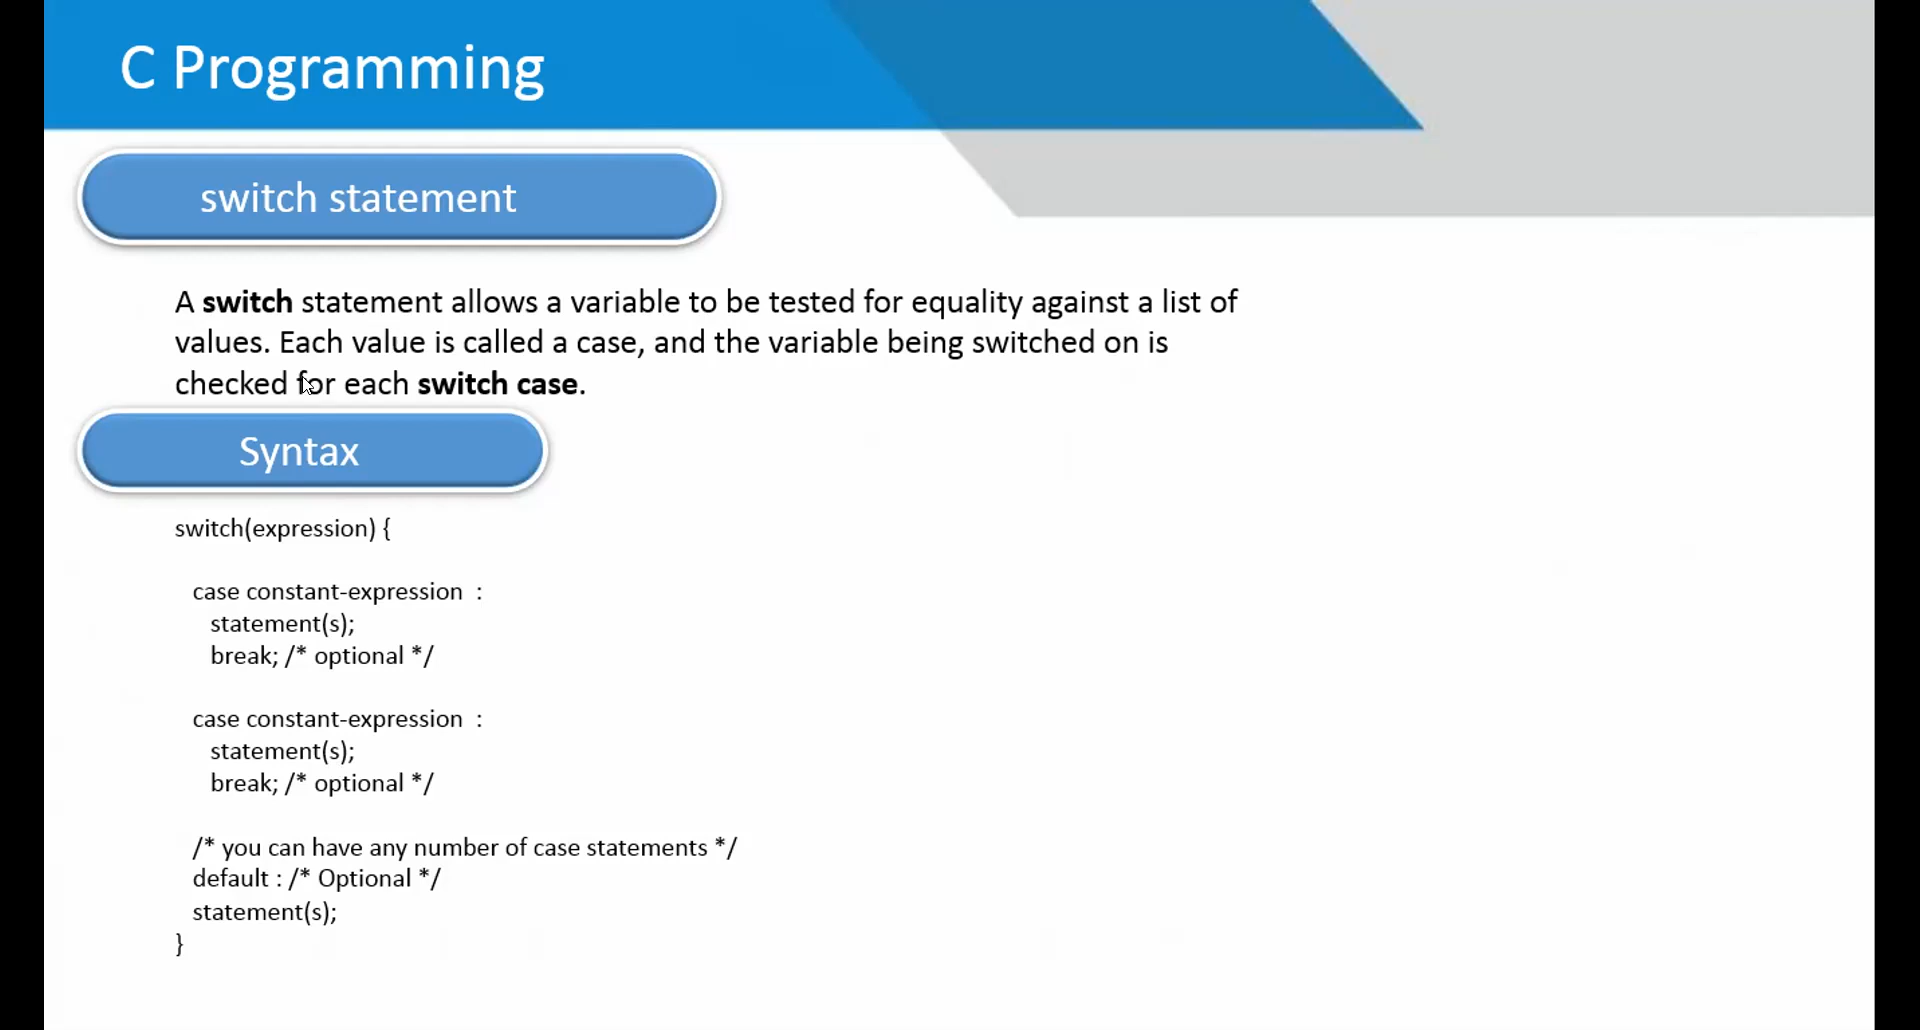 C Programming
switch statement
A switch statement allows a variable to be tested for equality against a list of
values. Each value is called a case, and the variable being switched on is
checked for each switch case.
Syntax
switch(expression) {
case constant-expression  :
statement(s);
break; /* optional */
case constant-expression  :
statement(s);
break; /* optional */
/* you can have any number of case statements */
default : /* Optional */
statement(s);
}